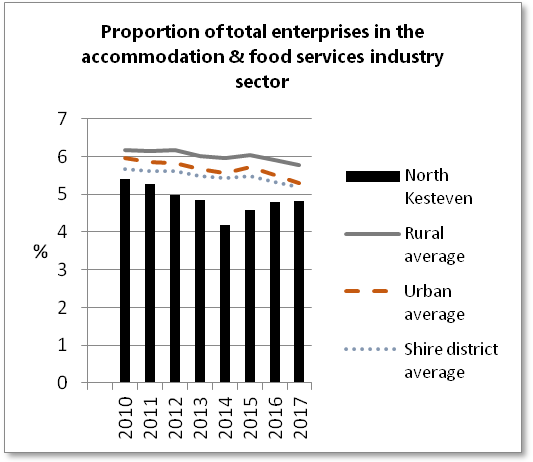 Proportion of total enterprises in the
accommodation & food services industry
sector
7
6
5
4
3
2
1
0
%
2010
2011
2012
2013
2014
2015
2016
2017
North
Kesteven
Rural
average
Urban
average
Shire district
average